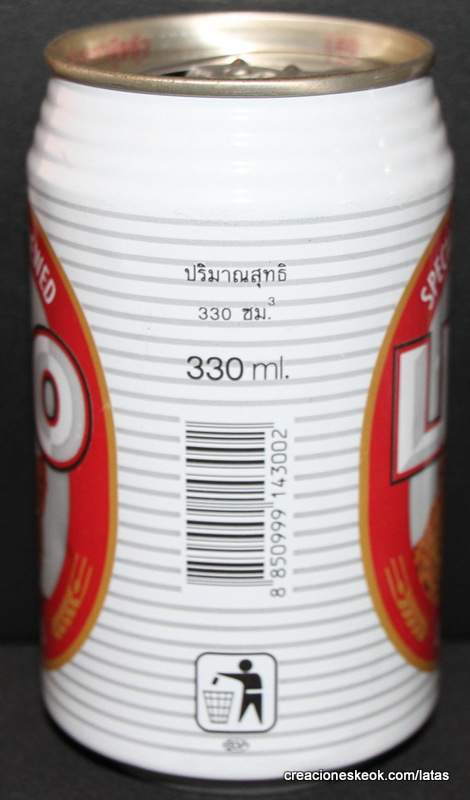 ปริมาณสุทธิ
330 ซม.³
330 ml.
8 850999 143002
creacioneskeok.com/latas